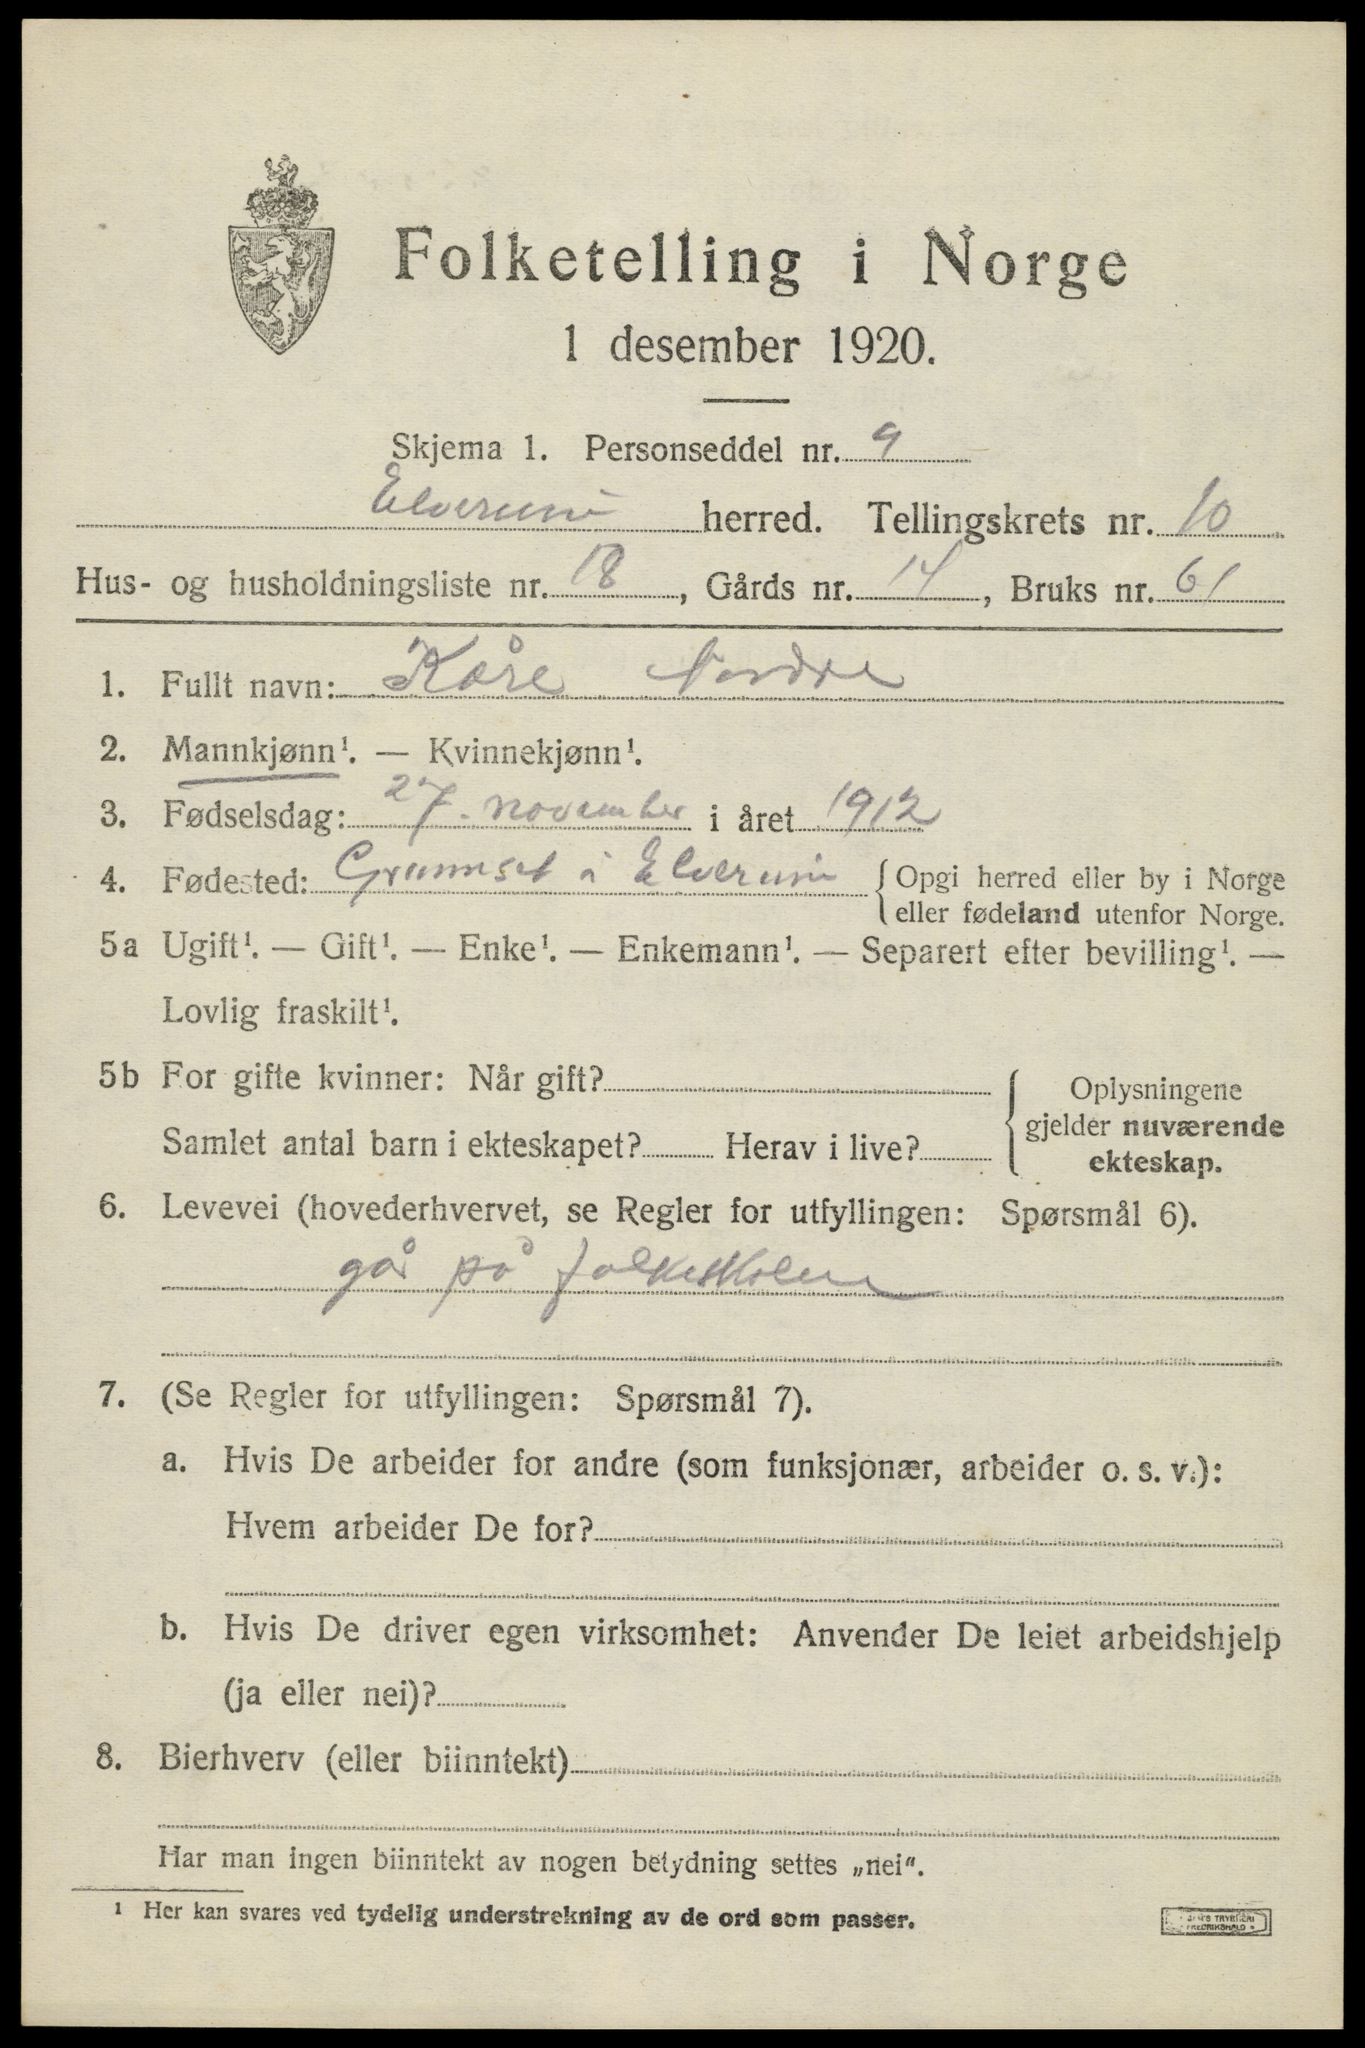 Folketelling i Norge
1 desember 1920.
Skjema 1. Personseddel nr. 9
Elverum herred. Tellingskrets nr. 10
Hus- og husholdningsliste nr. 18, Gårds nr. 14, Bruks nr. 61
1. Fullt navn: Kåre Nordre
2. Mannkjønn¹. — Kvinnekjønn¹.
3. Fødselsdag: 27. november i året 1912
4. Fødested: Grumset i Elverum { Opgi herred eller by i Norge
eller fødeland utenfor Norge.
5a Ugift¹. — Gift¹. — Enke¹. — Enkemann¹. — Separert efter bevilling¹. —
Lovlig fraskilt¹.
5b For gifte kvinner: Når gift?
Samlet antal barn i ekteskapet? Herav i live?
Oplysningene
gjelder nuværende
ekteskap.
6. Levevei (hovederhvervet, se Regler for utfyllingen: Spørsmål 6).
går på folkeskolen
7. (Se Regler for utfyllingen: Spørsmål 7).
a. Hvis De arbeider for andre (som funksjonær, arbeider o. s. v.):
Hvem arbeider De for?
b. Hvis De driver egen virksomhet: Anvender De leiet arbeidshjelp
(ja eller nei)?
8. Bierhverv (eller biinntekt)
Har man ingen biinntekt av nogen betydning settes „nei".
¹ Her kan svares ved tydelig understrekning av de ord som passer.